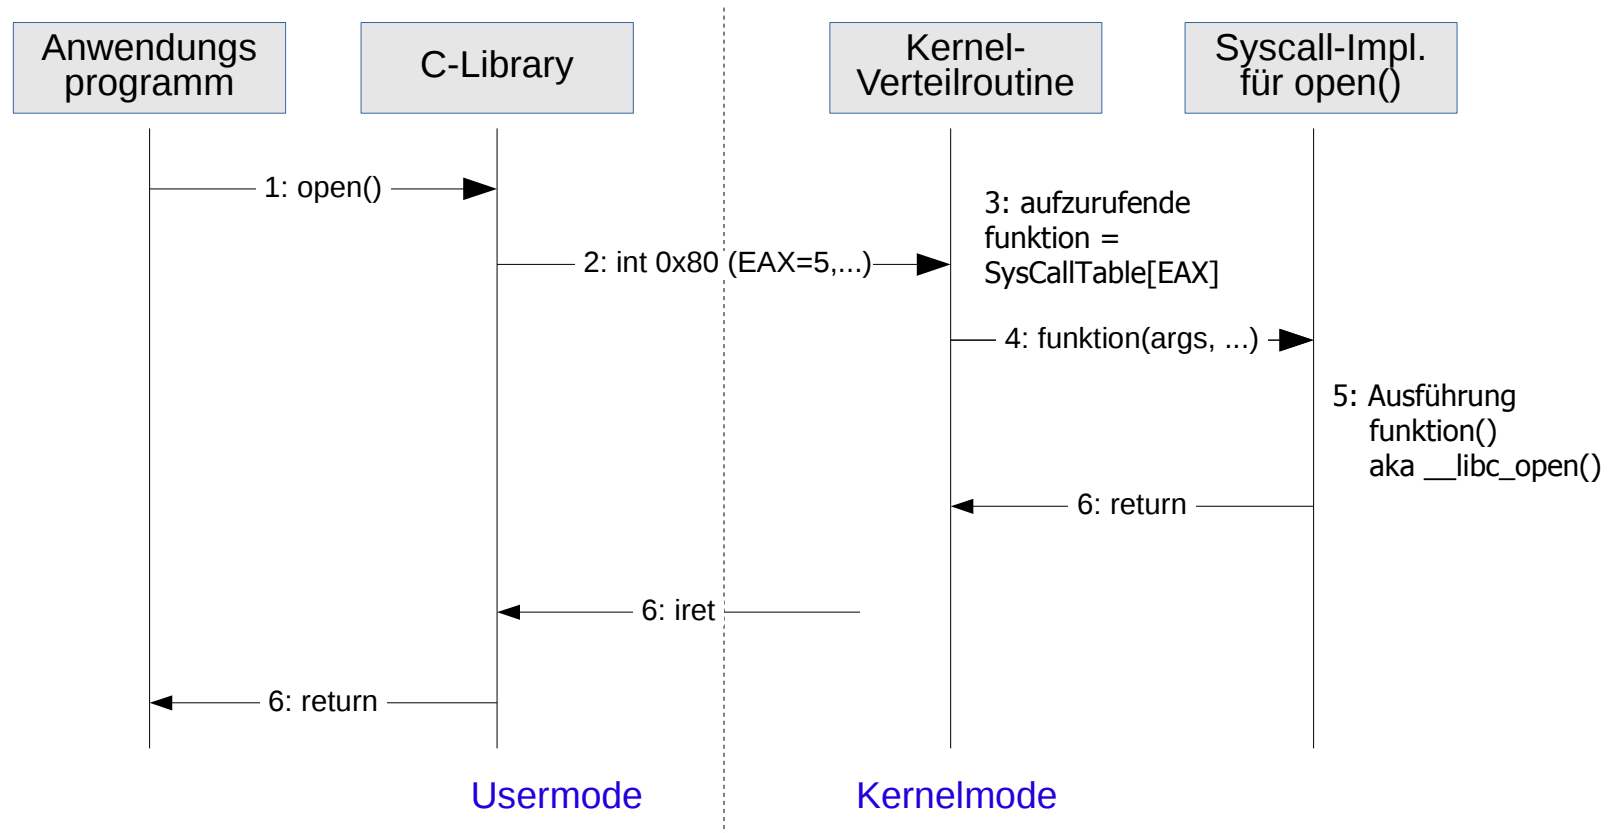 Anwendungs
programm
C-Library
Kernel-
Verteilroutine
Syscall-Impl.
für open()
1: open()
2: int 0x80 (EAX=5,...)
3: aufzurufende
funktion =
SysCallTable[EAX]
4: funktion(args, ...)
5: Ausführung
funktion()
aka __libc_open()
6: return
6: iret
6: return
Usermode
Kernelmode